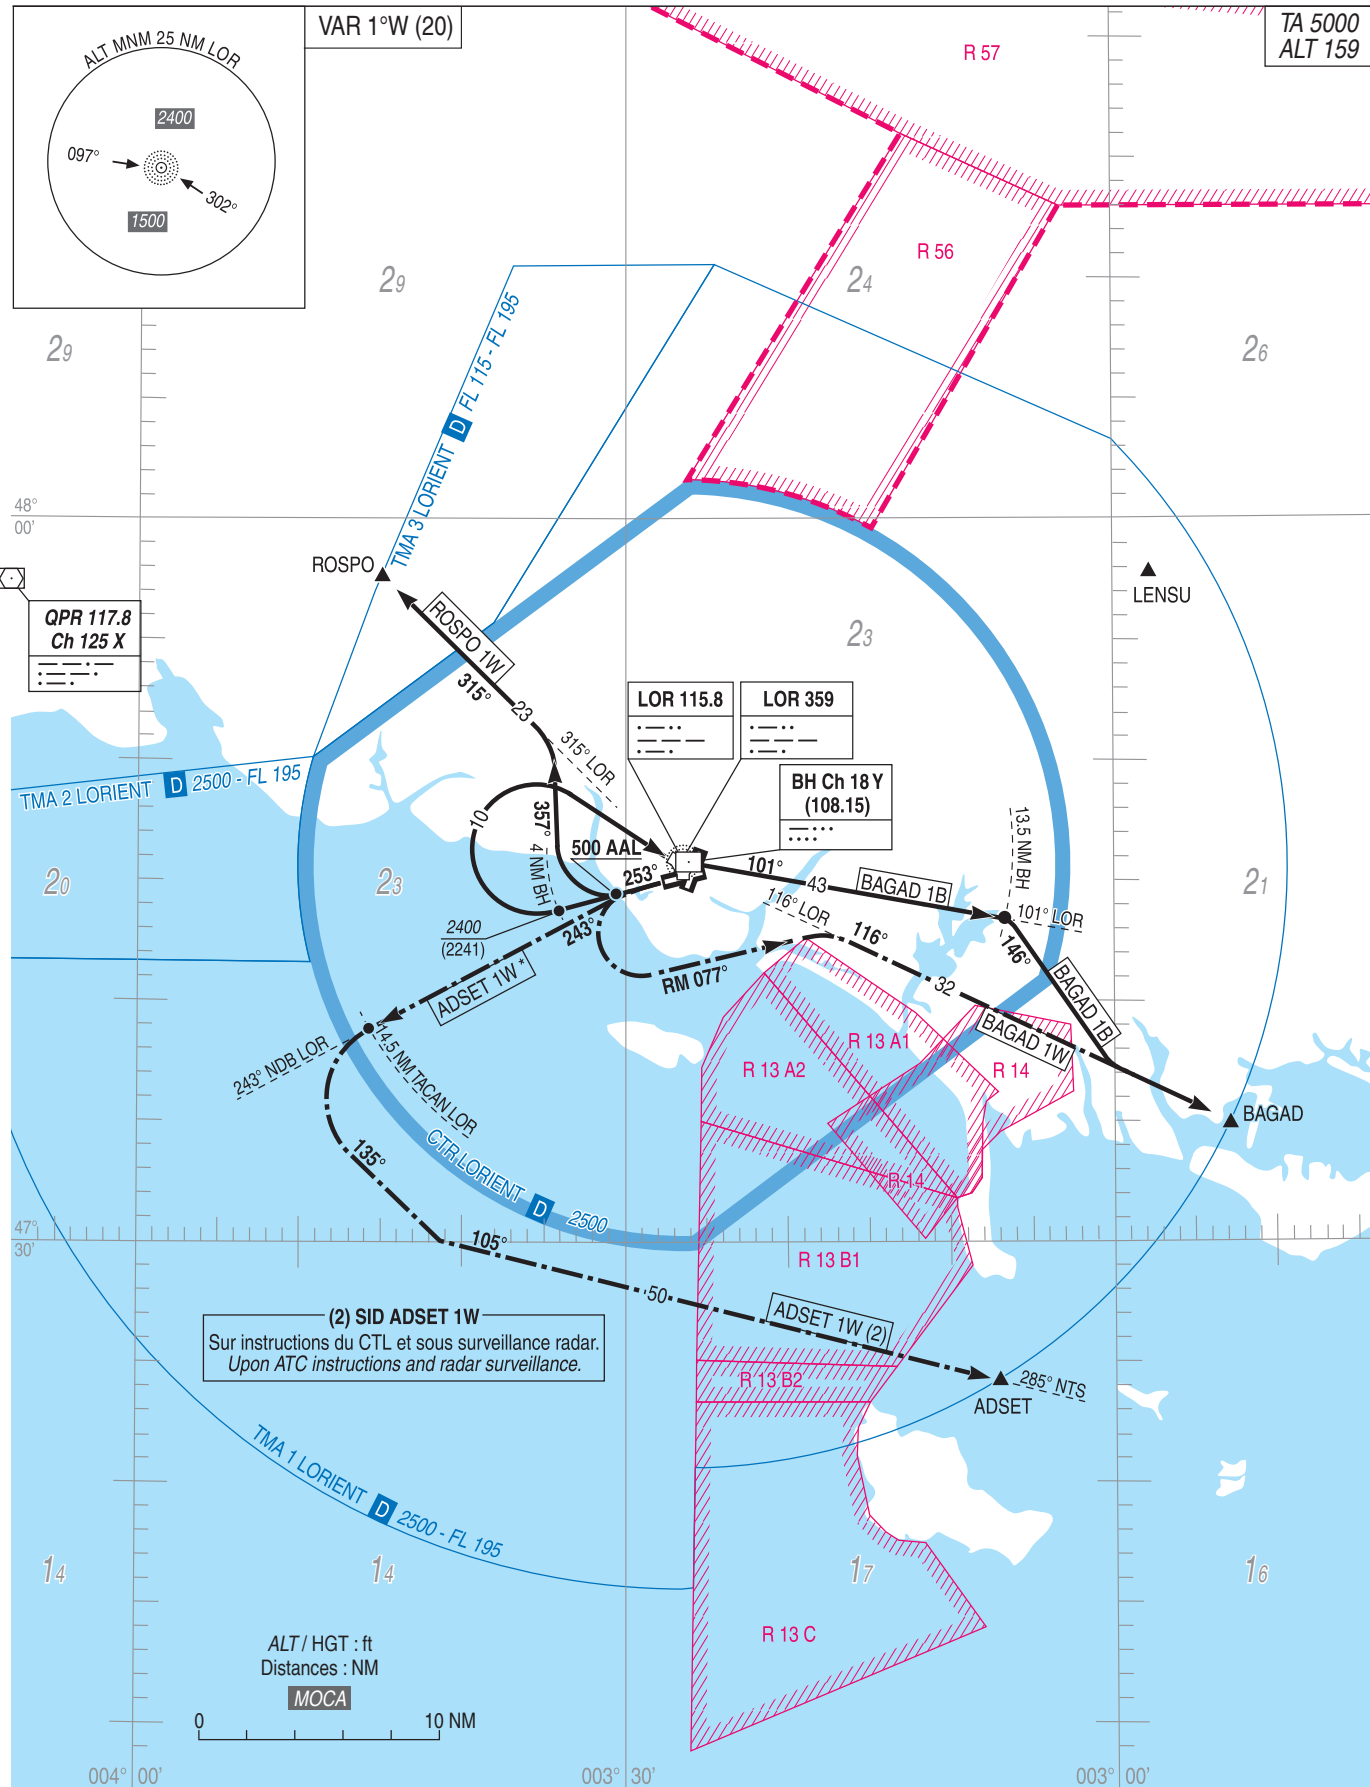 ALT MNM 25 NM LOR
2400
097°
302°
1500
VAR 1°W (20)
TA 5000
ALT 159
R 57
R 56
29
24
29
26
TMA 3 LORIENT D FL 115 - FL 195
48°
00'
ROSPO
LENSU
QPR 117.8
Ch 125 X
ROSPO 1W
315°
23
23
315° LOR
LOR 115.8
LOR 359
BH Ch 18 Y
(108.15)
TMA 2 LORIENT D 2500 - FL 195
10
357°
4 NM BH
500 AAL
253°
101°
43
BAGAD 1B
13.5 NM BH
101° LOR
20
23
21
2400
(2241)
243°
116° LOR
116°
146°
ADSET 1W *
RM 077°
32
BAGAD 1B
BAGAD 1W
243° NDB LOR
14.5 NM TACAN LOR
R 13 A1
R 13 A2
R 14
BAGAD
135°
CTR LORIENT D 2500
R 14
47°
30'
105°
R 13 B1
50
ADSET 1W (2)
(2) SID ADSET 1W
Sur instructions du CTL et sous surveillance radar.
Upon ATC instructions and radar surveillance.
R 13 B2
285° NTS
ADSET
TMA 1 LORIENT D 2500 - FL 195
14
14
17
16
R 13 C
ALT / HGT : ft
Distances : NM
MOCA
0
10 NM
004° 00'
003° 30'
003° 00'